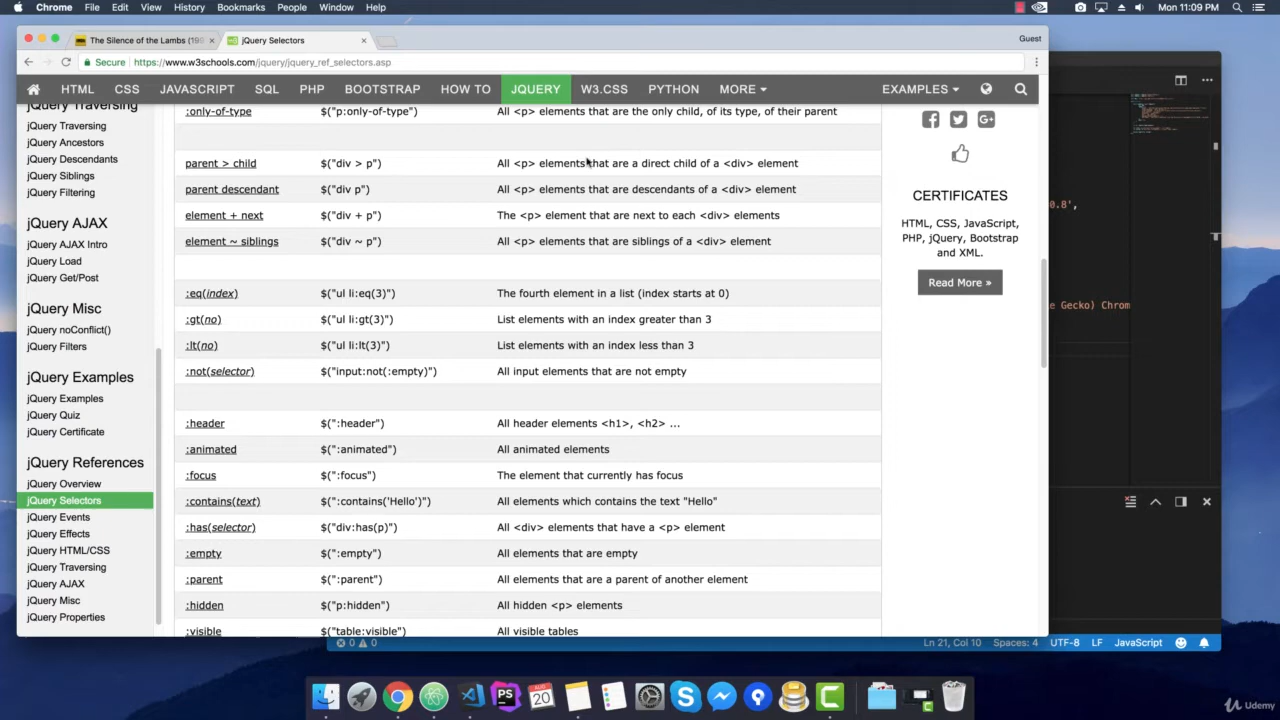 Chrome File Edit View History Bookmarks People Window Help Mon 11:09 PM
The Silence of the Lambs (199 jQuery Selectors Guest
Secure https://www.w3schools.com/jquery/jquery_ref_selectors.asp
HTML CSS JAVASCRIPT SQL PHP BOOTSTRAP HOW TO JQUERY W3.CSS PYTHON MORE EXAMPLES
jQuery Traversing
jQuery Traversing
jQuery Ancestors
jQuery Descendants
jQuery Siblings
jQuery Filtering
jQuery AJAX
jQuery AJAX Intro
jQuery Load
jQuery Get/Post
jQuery Misc
jQuery noConflict()
jQuery Filters
jQuery Examples
jQuery Examples
jQuery Quiz
jQuery Certificate
jQuery References
jQuery Overview
jQuery Selectors
jQuery Events
jQuery Effects
jQuery HTML/CSS
jQuery Traversing
jQuery AJAX
jQuery Misc
jQuery Properties
:only-of-type $("p:only-of-type") All <p> elements that are the only child, of its type, of their parent
parent > child $("div > p") All <p> elements that are a direct child of a <div> element
parent descendant $("div p") All <p> elements that are descendants of a <div> element
element + next $("div + p") The <p> element that are next to each <div> elements
element ~ siblings $("div ~ p") All <p> elements that are siblings of a <div> element
:eq(index) $("ul li:eq(3)") The fourth element in a list (index starts at 0)
:gt(no) $("ul li:gt(3)") List elements with an index greater than 3
:lt(no) $("ul li:lt(3)") List elements with an index less than 3
:not(selector) $("input:not(:empty)") All input elements that are not empty
:header $(":header") All header elements <h1>, <h2> ...
:animated $(":animated") All animated elements
:focus $(":focus") The element that currently has focus
:contains(text) $(":contains('Hello')") All elements which contains the text "Hello"
:has(selector) $("div:has(p)") All <div> elements that have a <p> element
:empty $(":empty") All elements that are empty
:parent $(":parent") All elements that are a parent of another element
:hidden $("p:hidden") All hidden <p> elements
:visible $("table:visible") All visible tables
CERTIFICATES
HTML, CSS, JavaScript,
PHP, jQuery, Bootstrap
and XML.
Read More »
0.8',
e Gecko) Chrom
0 0 Ln 21, Col 10 Spaces: 4 UTF-8 LF JavaScript
PS AUG
20
Udemy